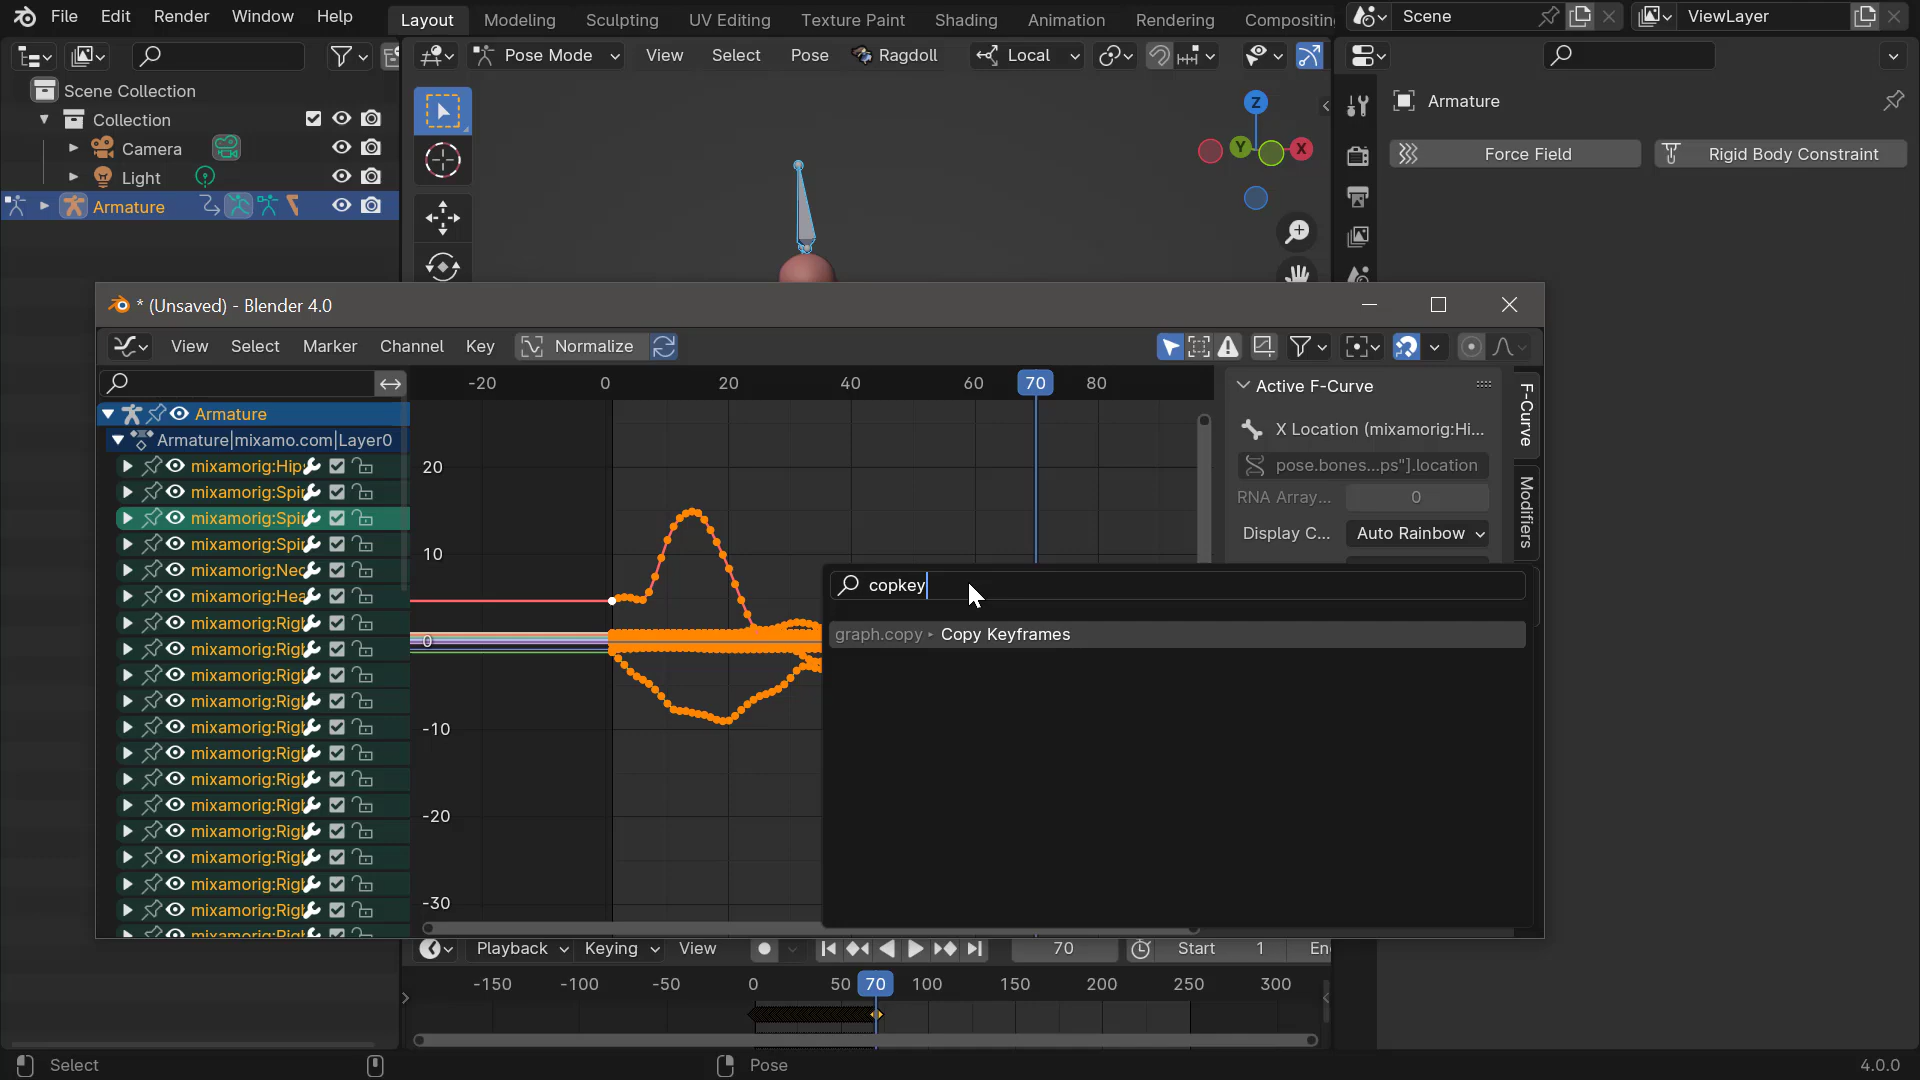 File Edit Render Window Help Layout Modeling Sculpting UV Editing Texture Paint Shading Animation Rendering Scene ViewLayer
Pose Mode View Select Pose Ragdoll Local
Scene Collection
Collection
Camera
Light
Armature
Z
Y
X
Armature
Force Field Rigid Body Constraint
* (Unsaved) - Blender 4.0
View Select Marker Channel Key Normalize
-20 0 20 40 60 70 80
Armature
Armature|mixamo.com|Layer0
mixamorig:Hip
mixamorig:Spi
mixamorig:Spi
mixamorig:Spi
mixamorig:Nec
mixamorig:Hea
mixamorig:Rig
mixamorig:Rig
mixamorig:Rig
mixamorig:Rig
mixamorig:Rig
mixamorig:Rig
mixamorig:Rig
mixamorig:Rig
mixamorig:Rig
mixamorig:Rig
mixamorig:Rig
mixamorig:Rig
20
10
0
-10
-20
-30
Active F-Curve
X Location (mixamorig:Hi...
pose.bones...ps"].location
RNA Array... 0
Display C... Auto Rainbow
F-Curve
Modifiers
copkey
graph.copy ▸ Copy Keyframes
Playback Keying View 70 Start 1
-150 -100 -50 0 50 70 100 150 200 250 300
Select Pose 4.0.0